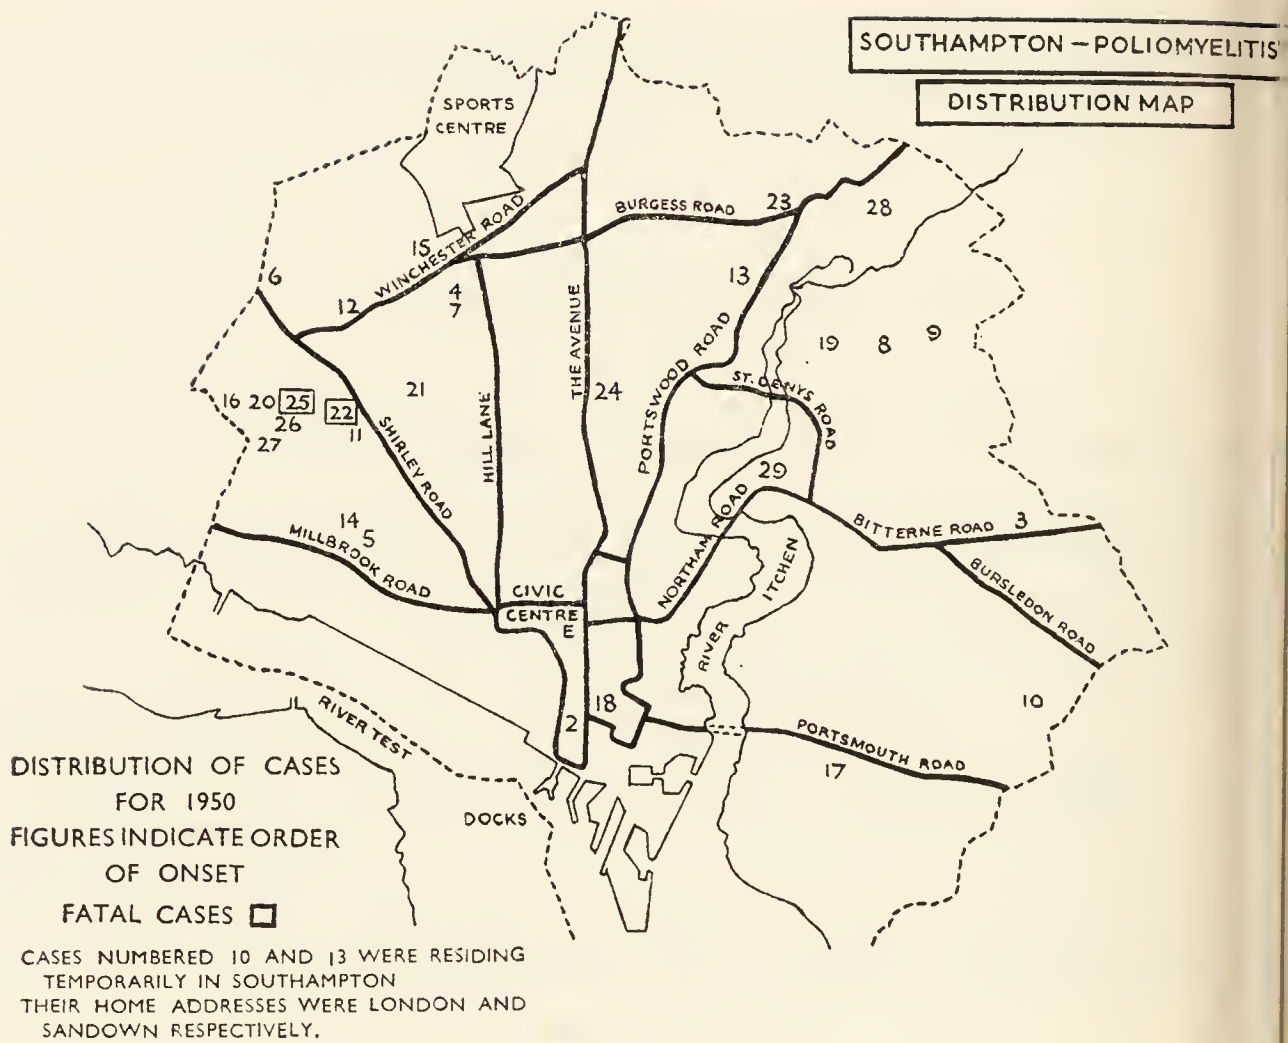 SOUTHAMPTON – POLIOMYELITIS
DISTRIBUTION MAP
SPORTS
CENTRE
BURGESS ROAD
23
28
15
WINCHESTER ROAD
6
12
4
7
13
THE AVENUE
PORTSWOOD ROAD
19
8
9
ST. DENYS ROAD
16 20 25
26
27
22
11
21
24
HILL LANE
SHIRLEY ROAD
29
14
5
MILLBROOK ROAD
NORTHAM ROAD
BITTERNE ROAD
3
BURSLEDON ROAD
CIVIC
CENTRE
E
RIVER ITCHEN
10
18
2
RIVER TEST
PORTSMOUTH ROAD
17
DOCKS
DISTRIBUTION OF CASES
FOR 1950
FIGURES INDICATE ORDER
OF ONSET
FATAL CASES
CASES NUMBERED 10 AND 13 WERE RESIDING
TEMPORARILY IN SOUTHAMPTON
THEIR HOME ADDRESSES WERE LONDON AND
SANDOWN RESPECTIVELY.